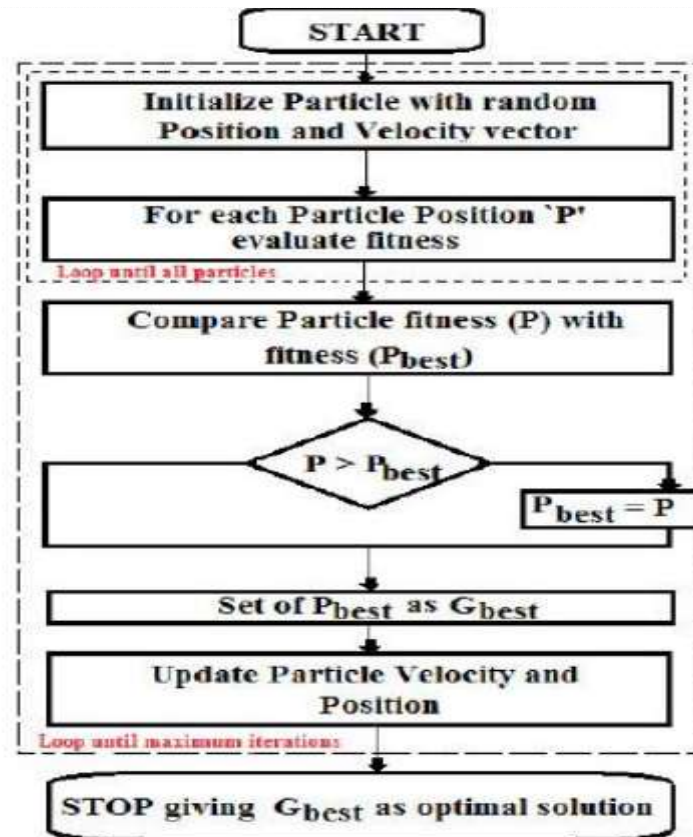 START
Initialize Particle with random
Position and Velocity vector
For each Particle Position `P'
evaluate fitness
Loop until all particles
Compare Particle fitness (P) with
fitness (Pbest)
P > Pbest
Pbest = P
Set of Pbest as Gbest
Update Particle Velocity and
Position
Loop until maximum iterations
STOP giving Gbest as optimal solution